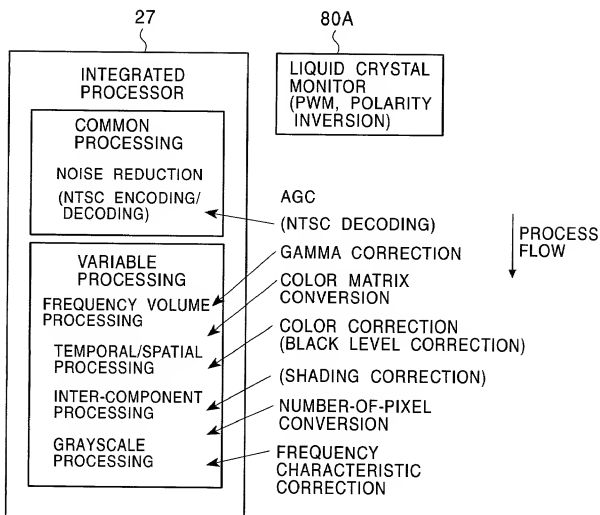 27
80A
INTEGRATED
PROCESSOR
COMMON
PROCESSING
NOISE REDUCTION
(NTSC ENCODING/
DECODING)
VARIABLE
PROCESSING
FREQUENCY VOLUME
PROCESSING
TEMPORAL/SPATIAL
PROCESSING
INTER-COMPONENT
PROCESSING
GRAYSCALE
PROCESSING
LIQUID CRYSTAL
MONITOR
(PWM, POLARITY
INVERSION)
AGC
(NTSC DECODING)
GAMMA CORRECTION
COLOR MATRIX
CONVERSION
COLOR CORRECTION
(BLACK LEVEL CORRECTION)
(SHADING CORRECTION)
NUMBER-OF-PIXEL
CONVERSION
FREQUENCY
CHARACTERISTIC
CORRECTION
PROCESS
FLOW